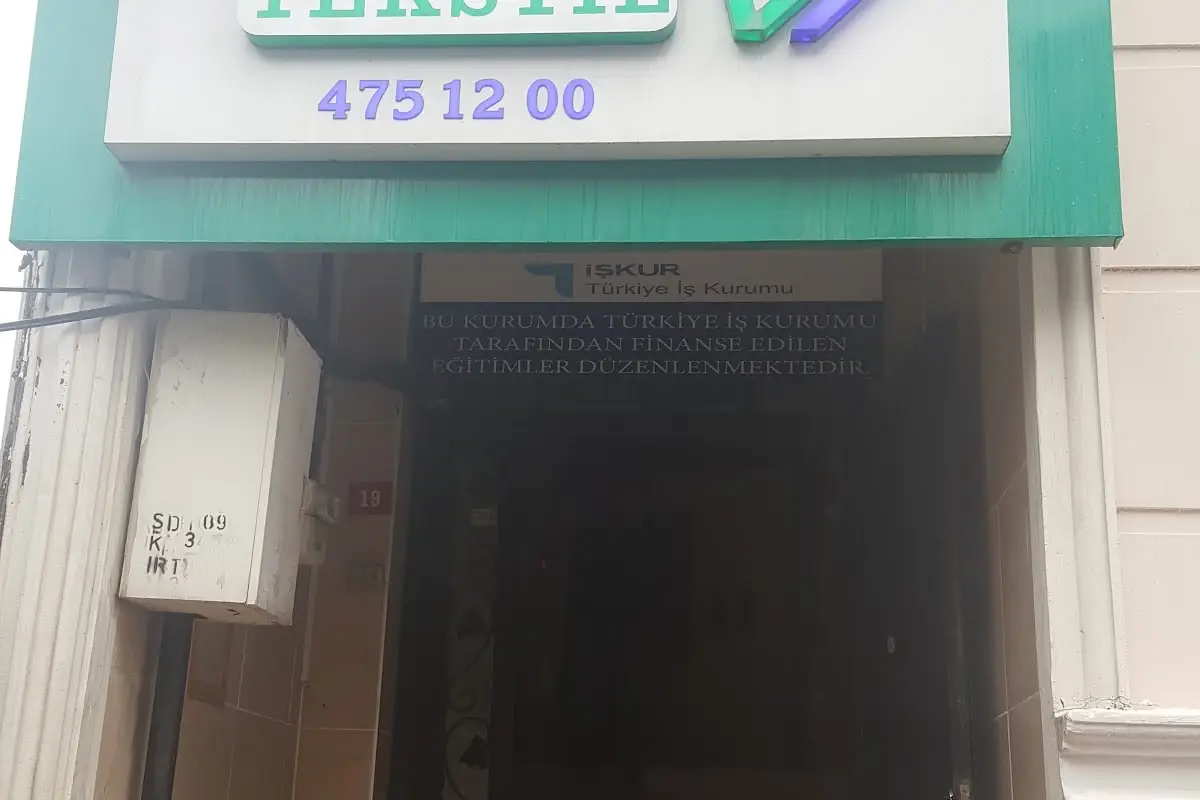 TEKSTİL
475 12 00
İŞKUR
Türkiye İş Kurumu
BU KURUMDA TÜRKİYE İŞ KURUMU
TARAFINDAN FİNANSE EDİLEN
EĞİTİMLER DÜZENLENMEKTEDİR.
19